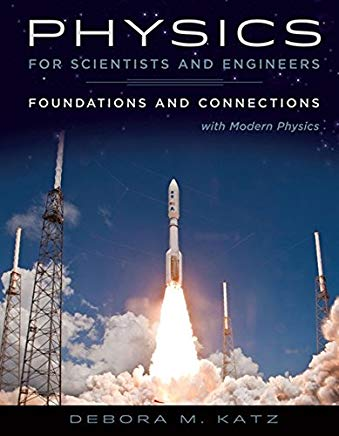 PHYSICS
FOR SCIENTISTS AND ENGINEERS
FOUNDATIONS AND CONNECTIONS
with Modern Physics
DEBORA M. KATZ